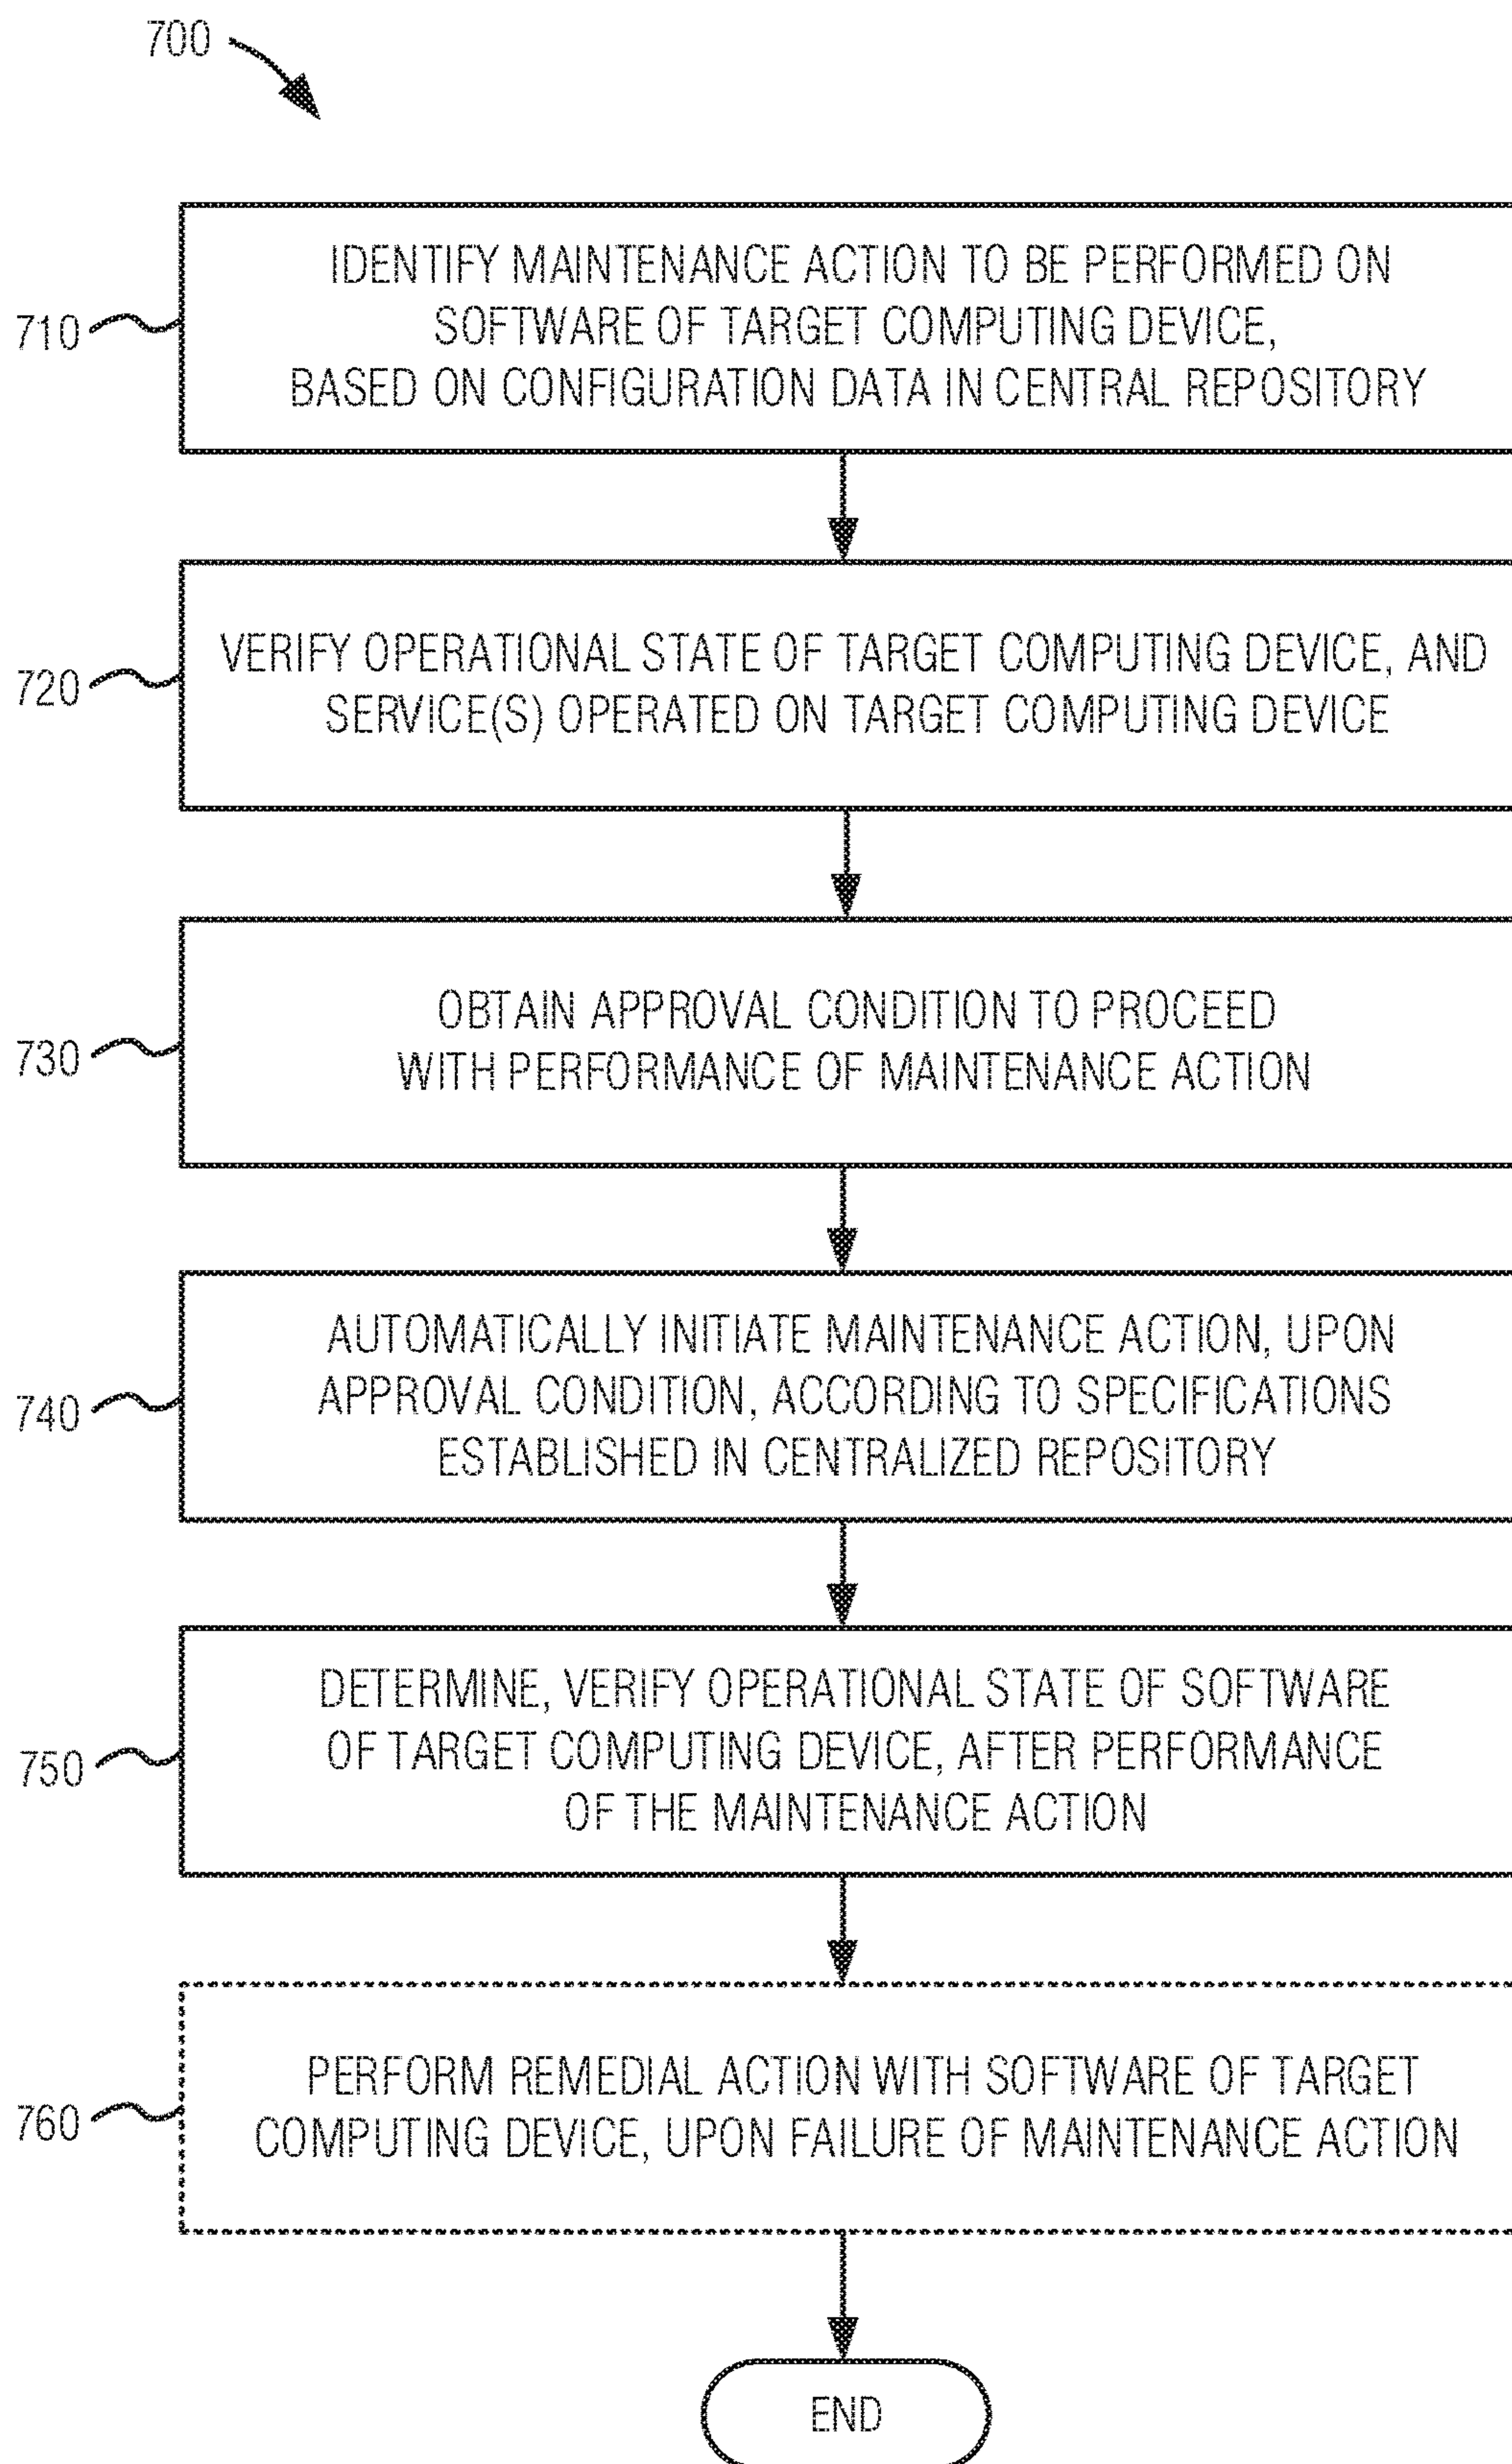 700
710
IDENTIFY MAINTENANCE ACTION TO BE PERFORMED ON
SOFTWARE OF TARGET COMPUTING DEVICE,
BASED ON CONFIGURATION DATA IN CENTRAL REPOSITORY
720
VERIFY OPERATIONAL STATE OF TARGET COMPUTING DEVICE, AND
SERVICE(S) OPERATED ON TARGET COMPUTING DEVICE
730
OBTAIN APPROVAL CONDITION TO PROCEED
WITH PERFORMANCE OF MAINTENANCE ACTION
740
AUTOMATICALLY INITIATE MAINTENANCE ACTION, UPON
APPROVAL CONDITION, ACCORDING TO SPECIFICATIONS
ESTABLISHED IN CENTRALIZED REPOSITORY
750
DETERMINE, VERIFY OPERATIONAL STATE OF SOFTWARE
OF TARGET COMPUTING DEVICE, AFTER PERFORMANCE
OF THE MAINTENANCE ACTION
760
PERFORM REMEDIAL ACTION WITH SOFTWARE OF TARGET
COMPUTING DEVICE, UPON FAILURE OF MAINTENANCE ACTION
END